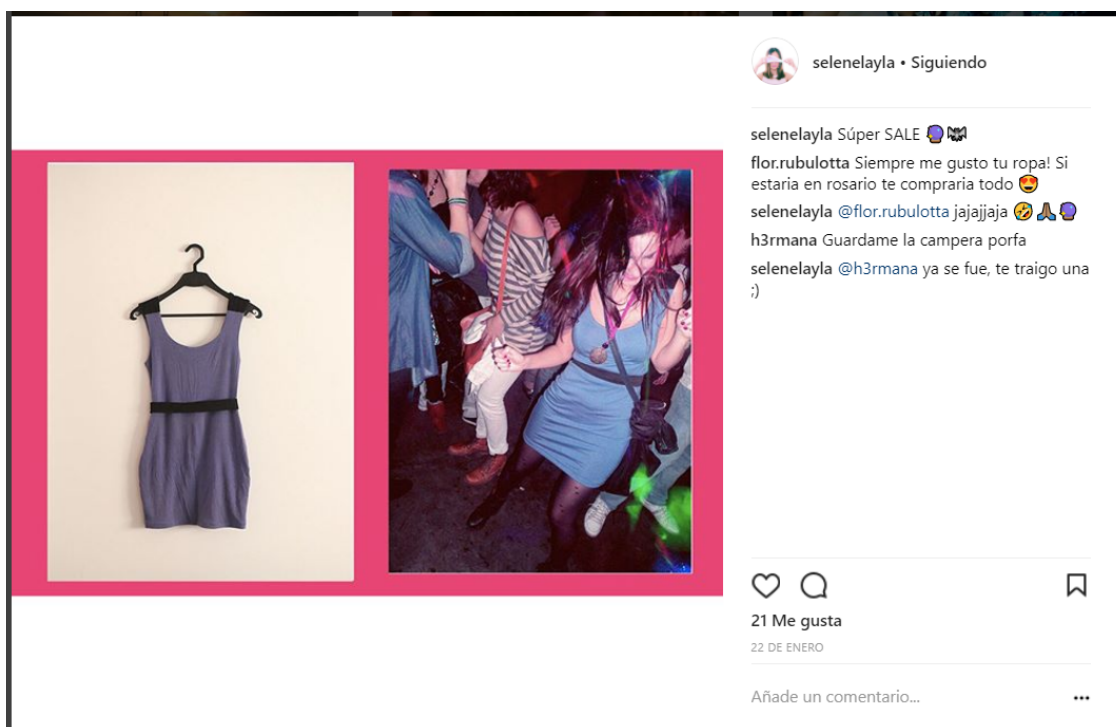 selenelayla • Siguiendo
selenelayla Súper SALE 🔮🦇
flor.rubulotta Siempre me gusto tu ropa! Si
estaria en rosario te compraria todo 😍
selenelayla @flor.rubulotta jajajjaja 🤣🙏🏾🔮
h3rmana Guardame la campera porfa
selenelayla @h3rmana ya se fue, te traigo una
;)
21 Me gusta
22 DE ENERO
Añade un comentario...